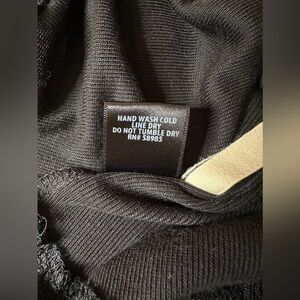 HAND WASH COLD
LINE DRY
DO NOT TUMBLE DRY
RN# 58985